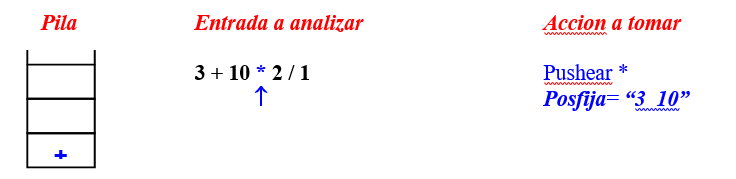 Pila Entrada a analizar Accion a tomar
3 + 10 * 2 / 1 Pushear *
Posfija= “3 10”
+